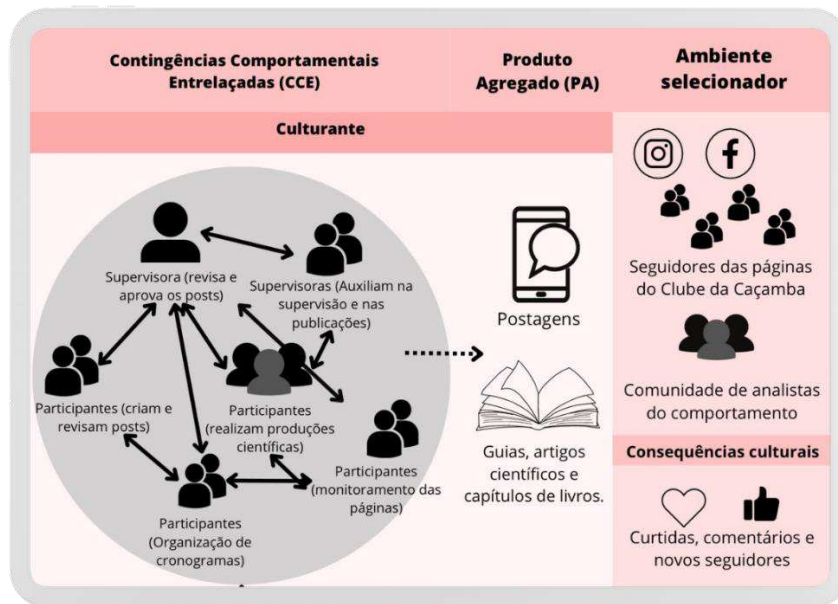 Contingências Comportamentais
Entrelaçadas (CCE)
Produto
Agregado (PA)
Ambiente
selecionador
Culturante
Supervisora (revisa e
aprova os posts)
Supervisoras (Auxiliam na
supervisão e nas
publicações)
Participantes (criam e
revisam posts)
Participantes
(realizam produções
científicas)
Participantes
(monitoramento das
páginas)
Participantes
(Organização de
cronogramas)
Postagens
Guias, artigos
científicos e
capítulos de livros.
Seguidores das páginas
do Clube da Caçamba
Comunidade de analistas
do comportamento
Consequências culturais
Curtidas, comentários e
novos seguidores